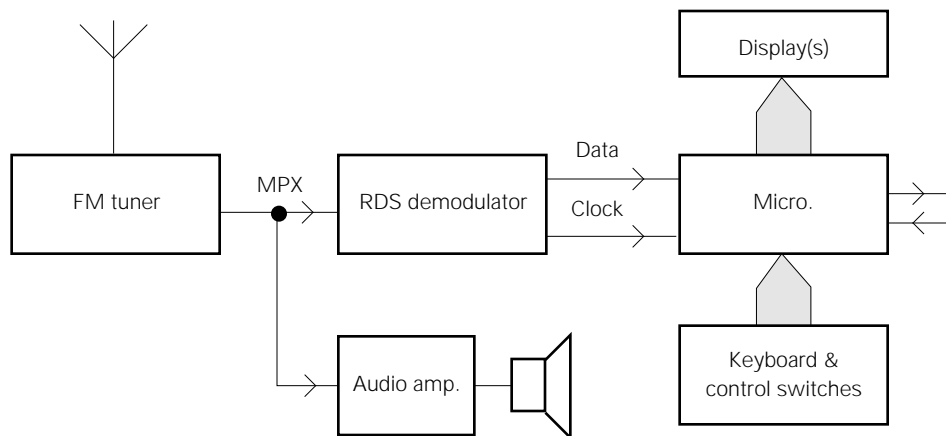 Display(s)
FM tuner
MPX
RDS demodulator
Data
Clock
Micro.
Audio amp.
Keyboard &
control switches